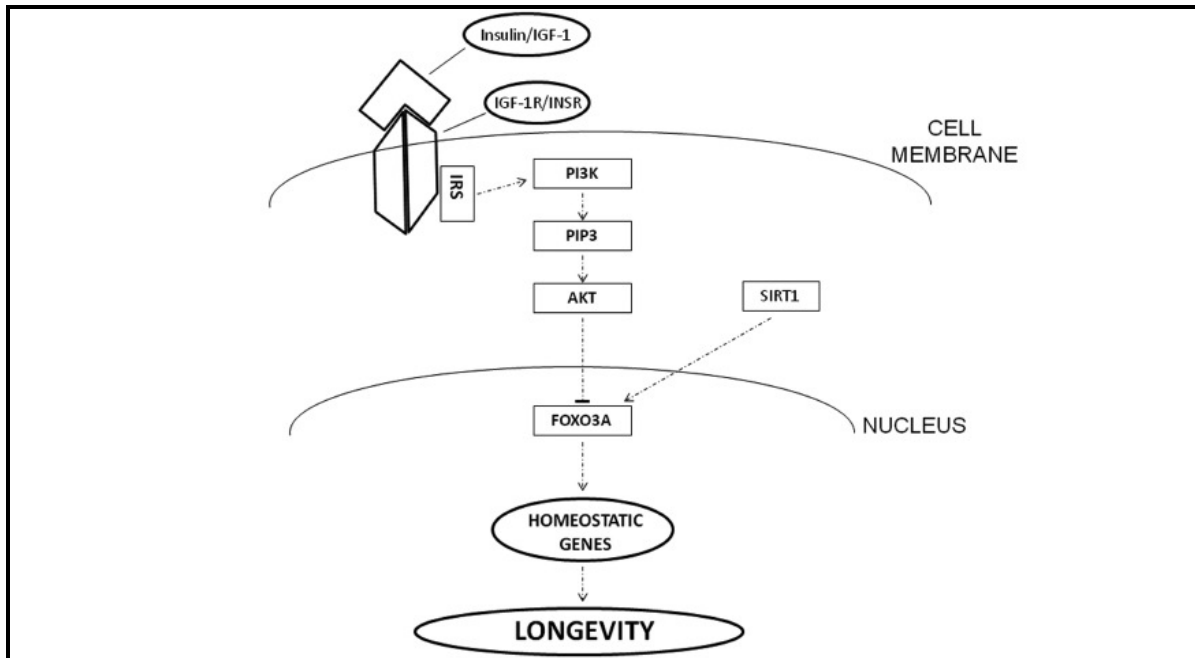 Insulin/IGF-1
IGF-1R/INSR
CELL
MEMBRANE
IRS
PI3K
PIP3
AKT
SIRT1
FOXO3A
NUCLEUS
HOMEOSTATIC
GENES
LONGEVITY